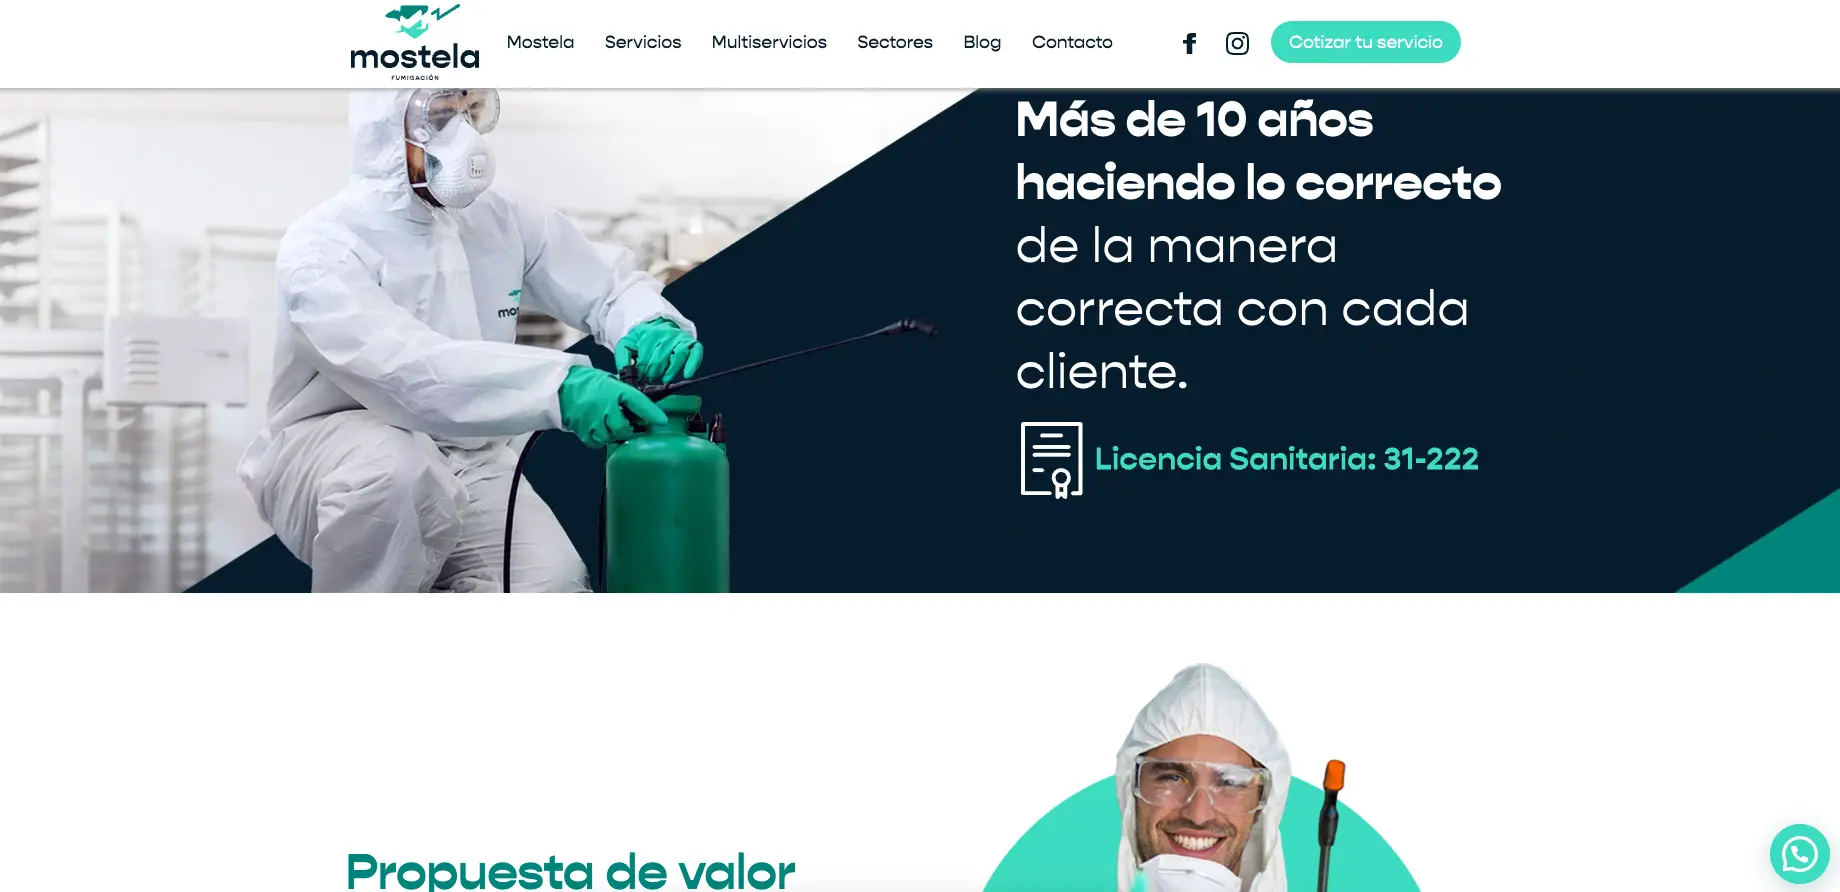 mostela
FUMIGACIÓN
Mostela
Servicios
Multiservicios
Sectores
Blog
Contacto
Cotizar tu servicio
Más de 10 años
haciendo lo correcto
de la manera
correcta con cada
cliente.
mos
Licencia Sanitaria: 31-222
Propuesta de valor